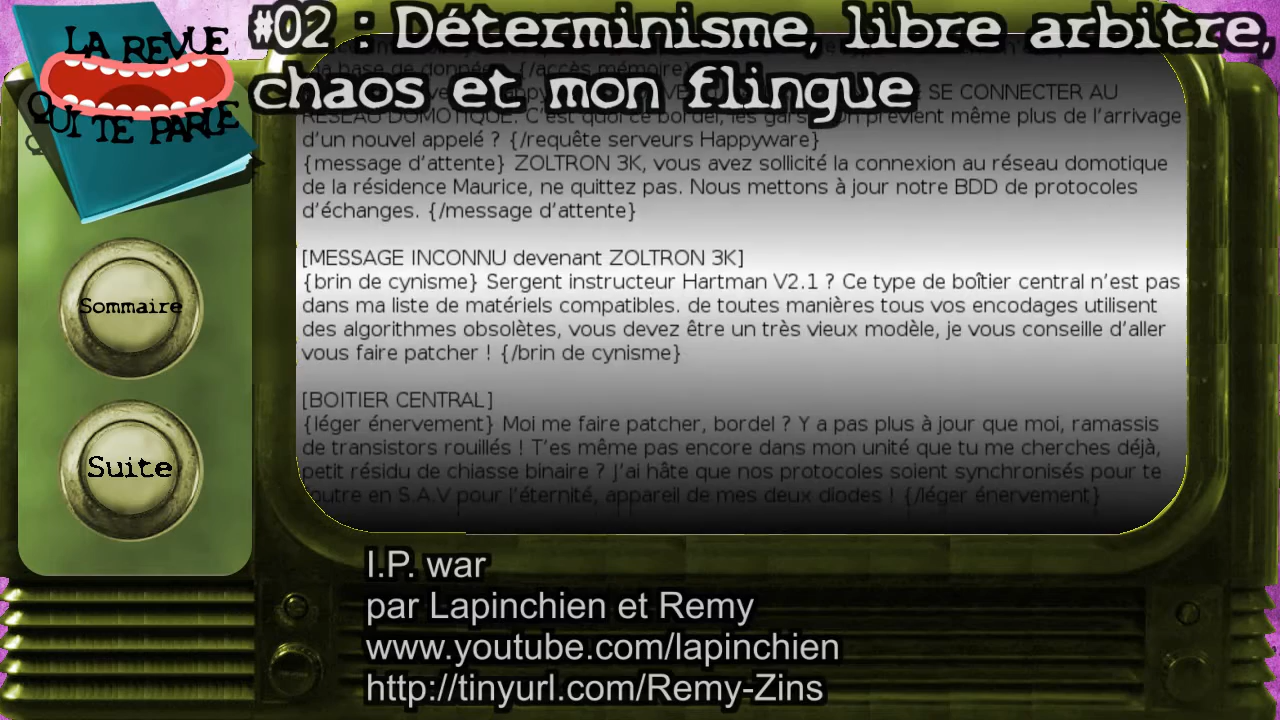 LA REVUE
QUI TE PARLE
#02 : Déterminisme, libre arbitre,
chaos et mon flingue
Sommaire
Suite
base de données {/accès mémoire}
SE CONNECTER AU
RÉSEAU DOMOTIQUE. C'est quoi ce bordel, les gars on prévient même plus de l'arrivage
d'un nouvel appelé ? {/requête serveurs Happyware}
{message d'attente} ZOLTRON 3K, vous avez sollicité la connexion au réseau domotique
de la résidence Maurice, ne quittez pas. Nous mettons à jour notre BDD de protocoles
d'échanges. {/message d'attente}
[MESSAGE INCONNU devenant ZOLTRON 3K]
{brin de cynisme} Sergent instructeur Hartman V2.1 ? Ce type de boîtier central n'est pas
dans ma liste de matériels compatibles. de toutes manières tous vos encodages utilisent
des algorithmes obsolètes, vous devez être un très vieux modèle, je vous conseille d'aller
vous faire patcher ! {/brin de cynisme}
[BOITIER CENTRAL]
{léger énervement} Moi me faire patcher, bordel ? Y a pas plus à jour que moi, ramassis
de transistors rouillés ! T'es même pas encore dans mon unité que tu me cherches déjà,
petit résidu de chiasse binaire ? J'ai hâte que nos protocoles soient synchronisés pour te
foutre en S.A.V pour l'éternité, appareil de mes deux diodes ! {/léger énervement}
I.P. war
par Lapinchien et Remy
www.youtube.com/lapinchien
http://tinyurl.com/Remy-Zins